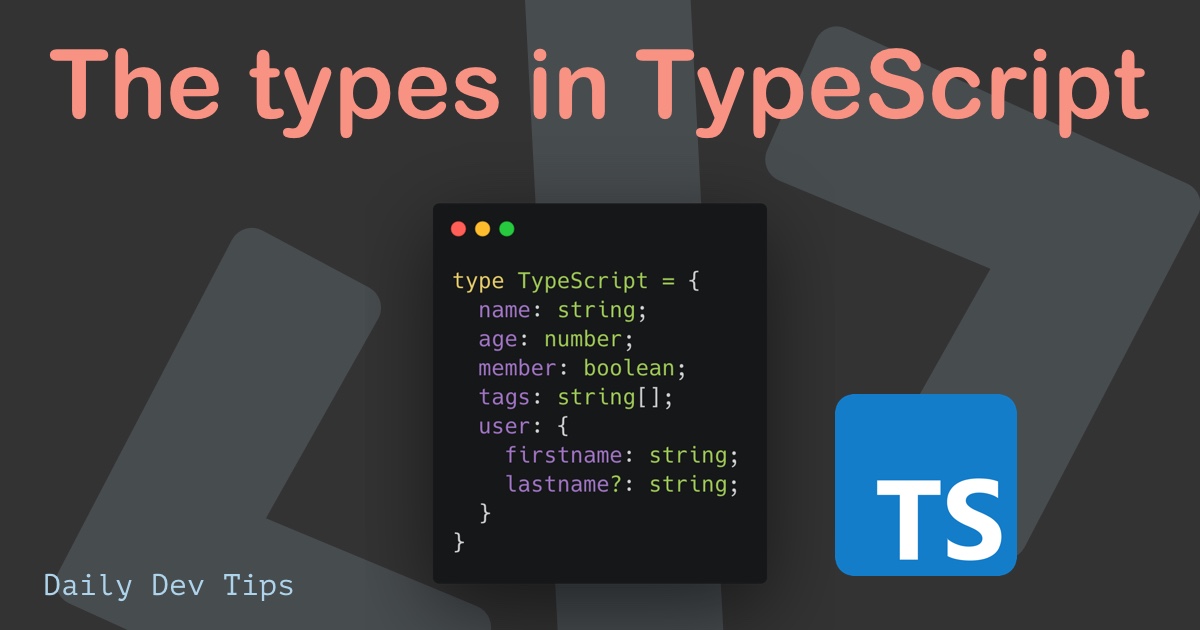 The types in TypeScript
type TypeScript = {
  name: string;
  age: number;
  member: boolean;
  tags: string[];
  user: {
    firstname: string;
    lastname?: string;
  }
}
TS
Daily Dev Tips